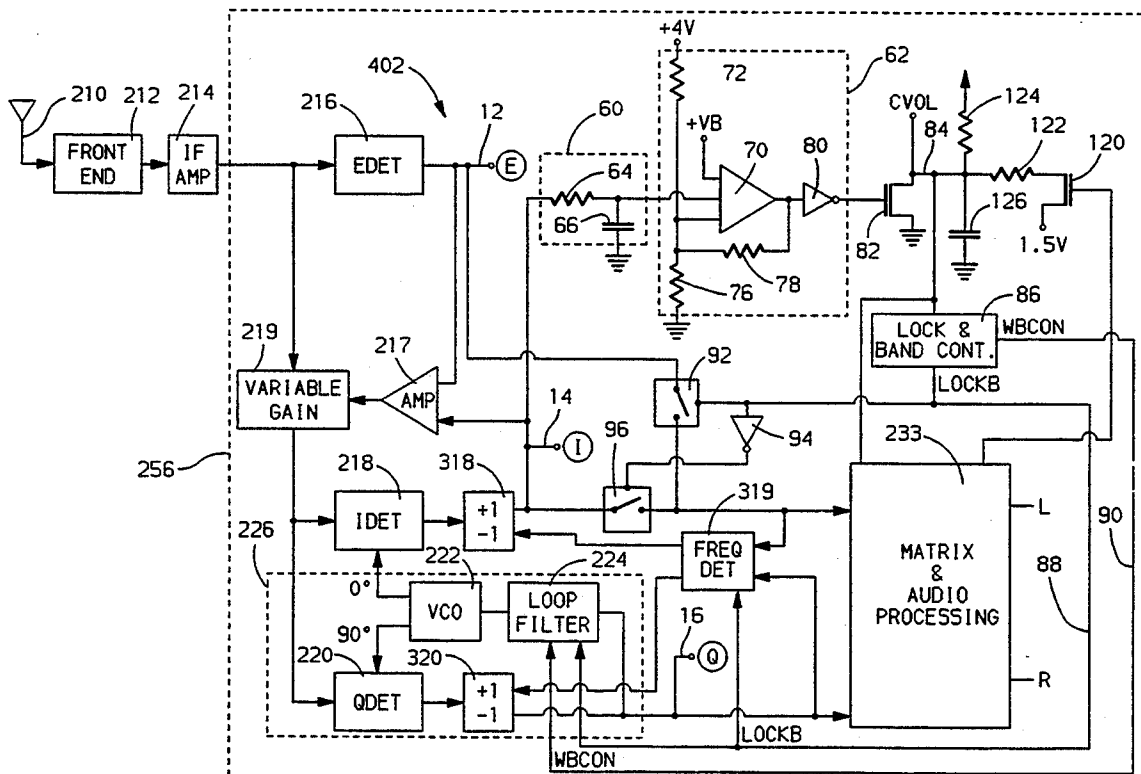 +4V
72
62
402
210
212
214
216
12
E
60
+VB
CVOL
84
124
122
120
FRONT
END
IF
AMP
EDET
64
70
80
66
82
126
1.5V
78
76
86
LOCK &
BAND CONT.
WBCON
LOCKB
219
217
92
VARIABLE
GAIN
AMP
14
I
94
96
256
218
318
319
233
IDET
+1
-1
FREQ
DET
L
90
226
222
224
88
0°
VCO
LOOP
FILTER
MATRIX
&
AUDIO
PROCESSING
90°
16
Q
220
320
QDET
+1
-1
R
LOCKB
WBCON